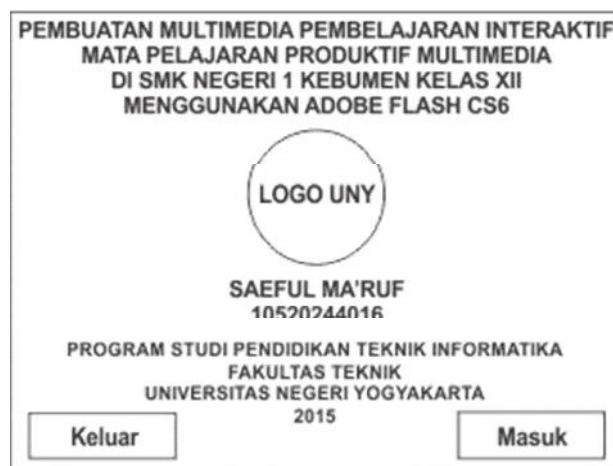 PEMBUATAN MULTIMEDIA PEMBELAJARAN INTERAKTIF
MATA PELAJARAN PRODUKTIF MULTIMEDIA
DI SMK NEGERI 1 KEBUMEN KELAS XII
MENGGUNAKAN ADOBE FLASH CS6
LOGO UNY
SAEFUL MA'RUF
10520244016
PROGRAM STUDI PENDIDIKAN TEKNIK INFORMATIKA
FAKULTAS TEKNIK
UNIVERSITAS NEGERI YOGYAKARTA
2015
Keluar
Masuk